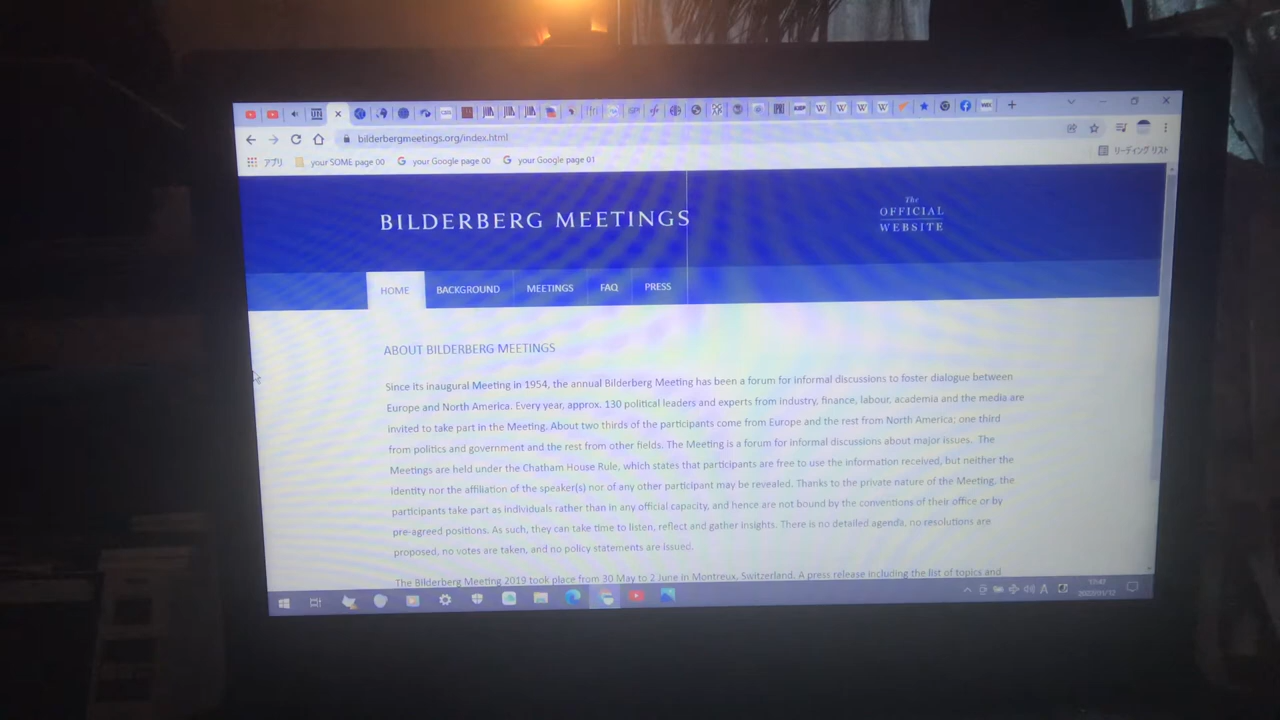 bilderbergmeetings.org/index.html
アプリ your SOME page 00 your Google page 00 your Google page 01 リーディング リスト
BILDERBERG MEETINGS
The
OFFICIAL
WEBSITE
HOME BACKGROUND MEETINGS FAQ PRESS
ABOUT BILDERBERG MEETINGS
Since its inaugural Meeting in 1954, the annual Bilderberg Meeting has been a forum for informal discussions to foster dialogue between
Europe and North America. Every year, approx. 130 political leaders and experts from industry, finance, labour, academia and the media are
invited to take part in the Meeting. About two thirds of the participants come from Europe and the rest from North America; one third
from politics and government and the rest from other fields. The Meeting is a forum for informal discussions about major issues. The
Meetings are held under the Chatham House Rule, which states that participants are free to use the information received, but neither the
identity nor the affiliation of the speaker(s) nor of any other participant may be revealed. Thanks to the private nature of the Meeting, the
participants take part as individuals rather than in any official capacity, and hence are not bound by the conventions of their office or by
pre-agreed positions. As such, they can take time to listen, reflect and gather insights. There is no detailed agenda, no resolutions are
proposed, no votes are taken, and no policy statements are issued.
The Bilderberg Meeting 2019 took place from 30 May to 2 June in Montreux, Switzerland. A press release including the list of topics and
A